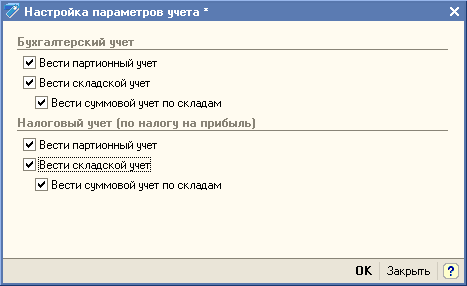 Настройка параметров учета *
Бухгалтерский учет
Вести партионный учет
Вести складской учет
Вести суммовой учет по складам
Налоговый учет (по налогу на прибыль)
Вести партионный учет
Вести складской учет
Вести суммовой учет по складам
OK Закрыть ?